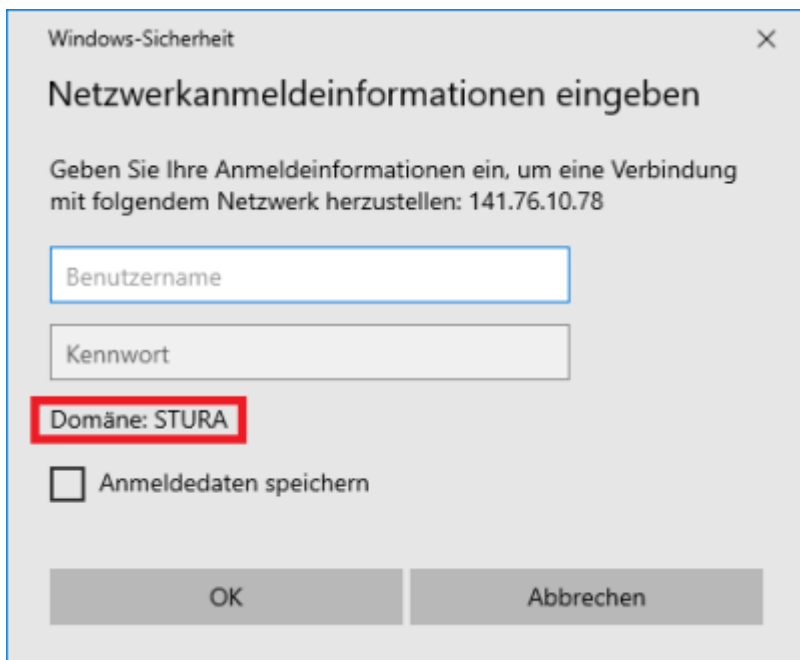 Windows-Sicherheit
Netzwerkanmeldeinformationen eingeben
Geben Sie Ihre Anmeldeinformationen ein, um eine Verbindung
mit folgendem Netzwerk herzustellen: 141.76.10.78
Benutzername
Kennwort
Domäne: STURA
Anmeldedaten speichern
OK
Abbrechen